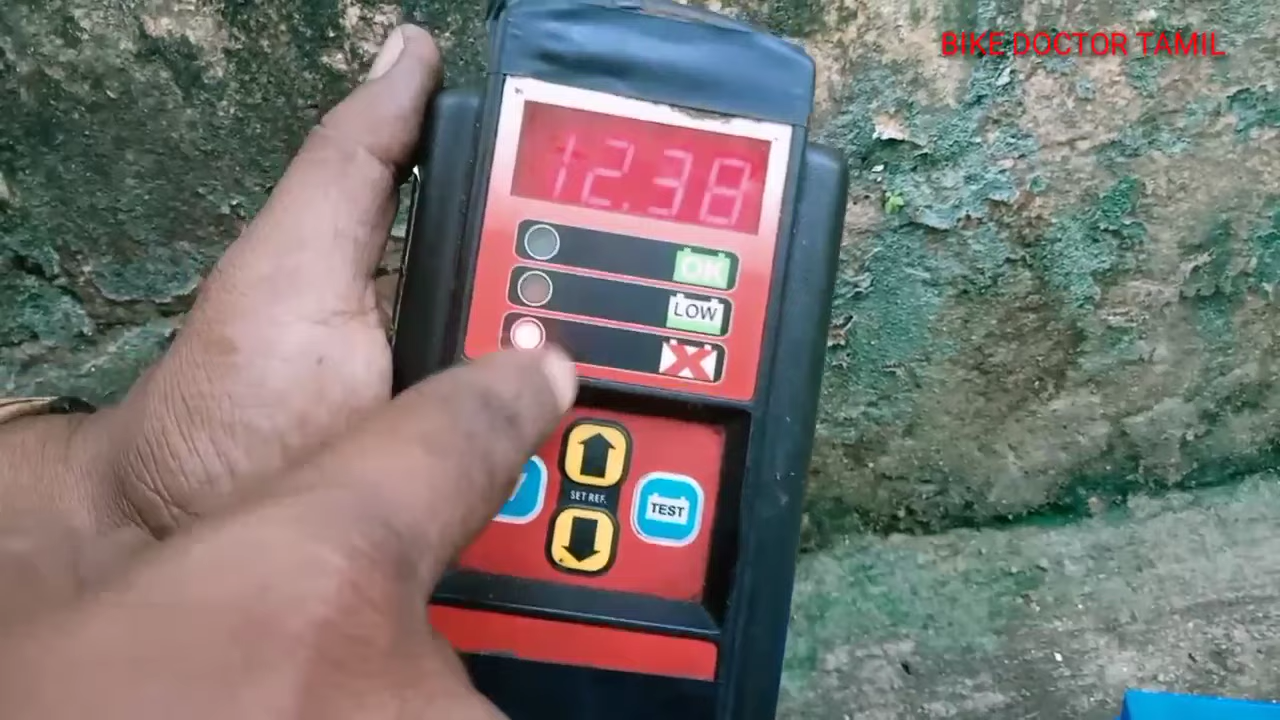 BIKE DOCTOR TAMIL
12.38
OK
LOW
SET REF.
TEST